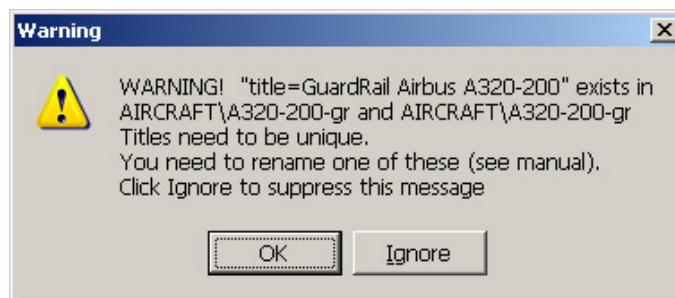 Warning
WARNING!  "title=GuardRail Airbus A320-200" exists in
AIRCRAFT\A320-200-gr and AIRCRAFT\A320-200-gr
Titles need to be unique.
You need to rename one of these (see manual).
Click Ignore to suppress this message
OK
Ignore